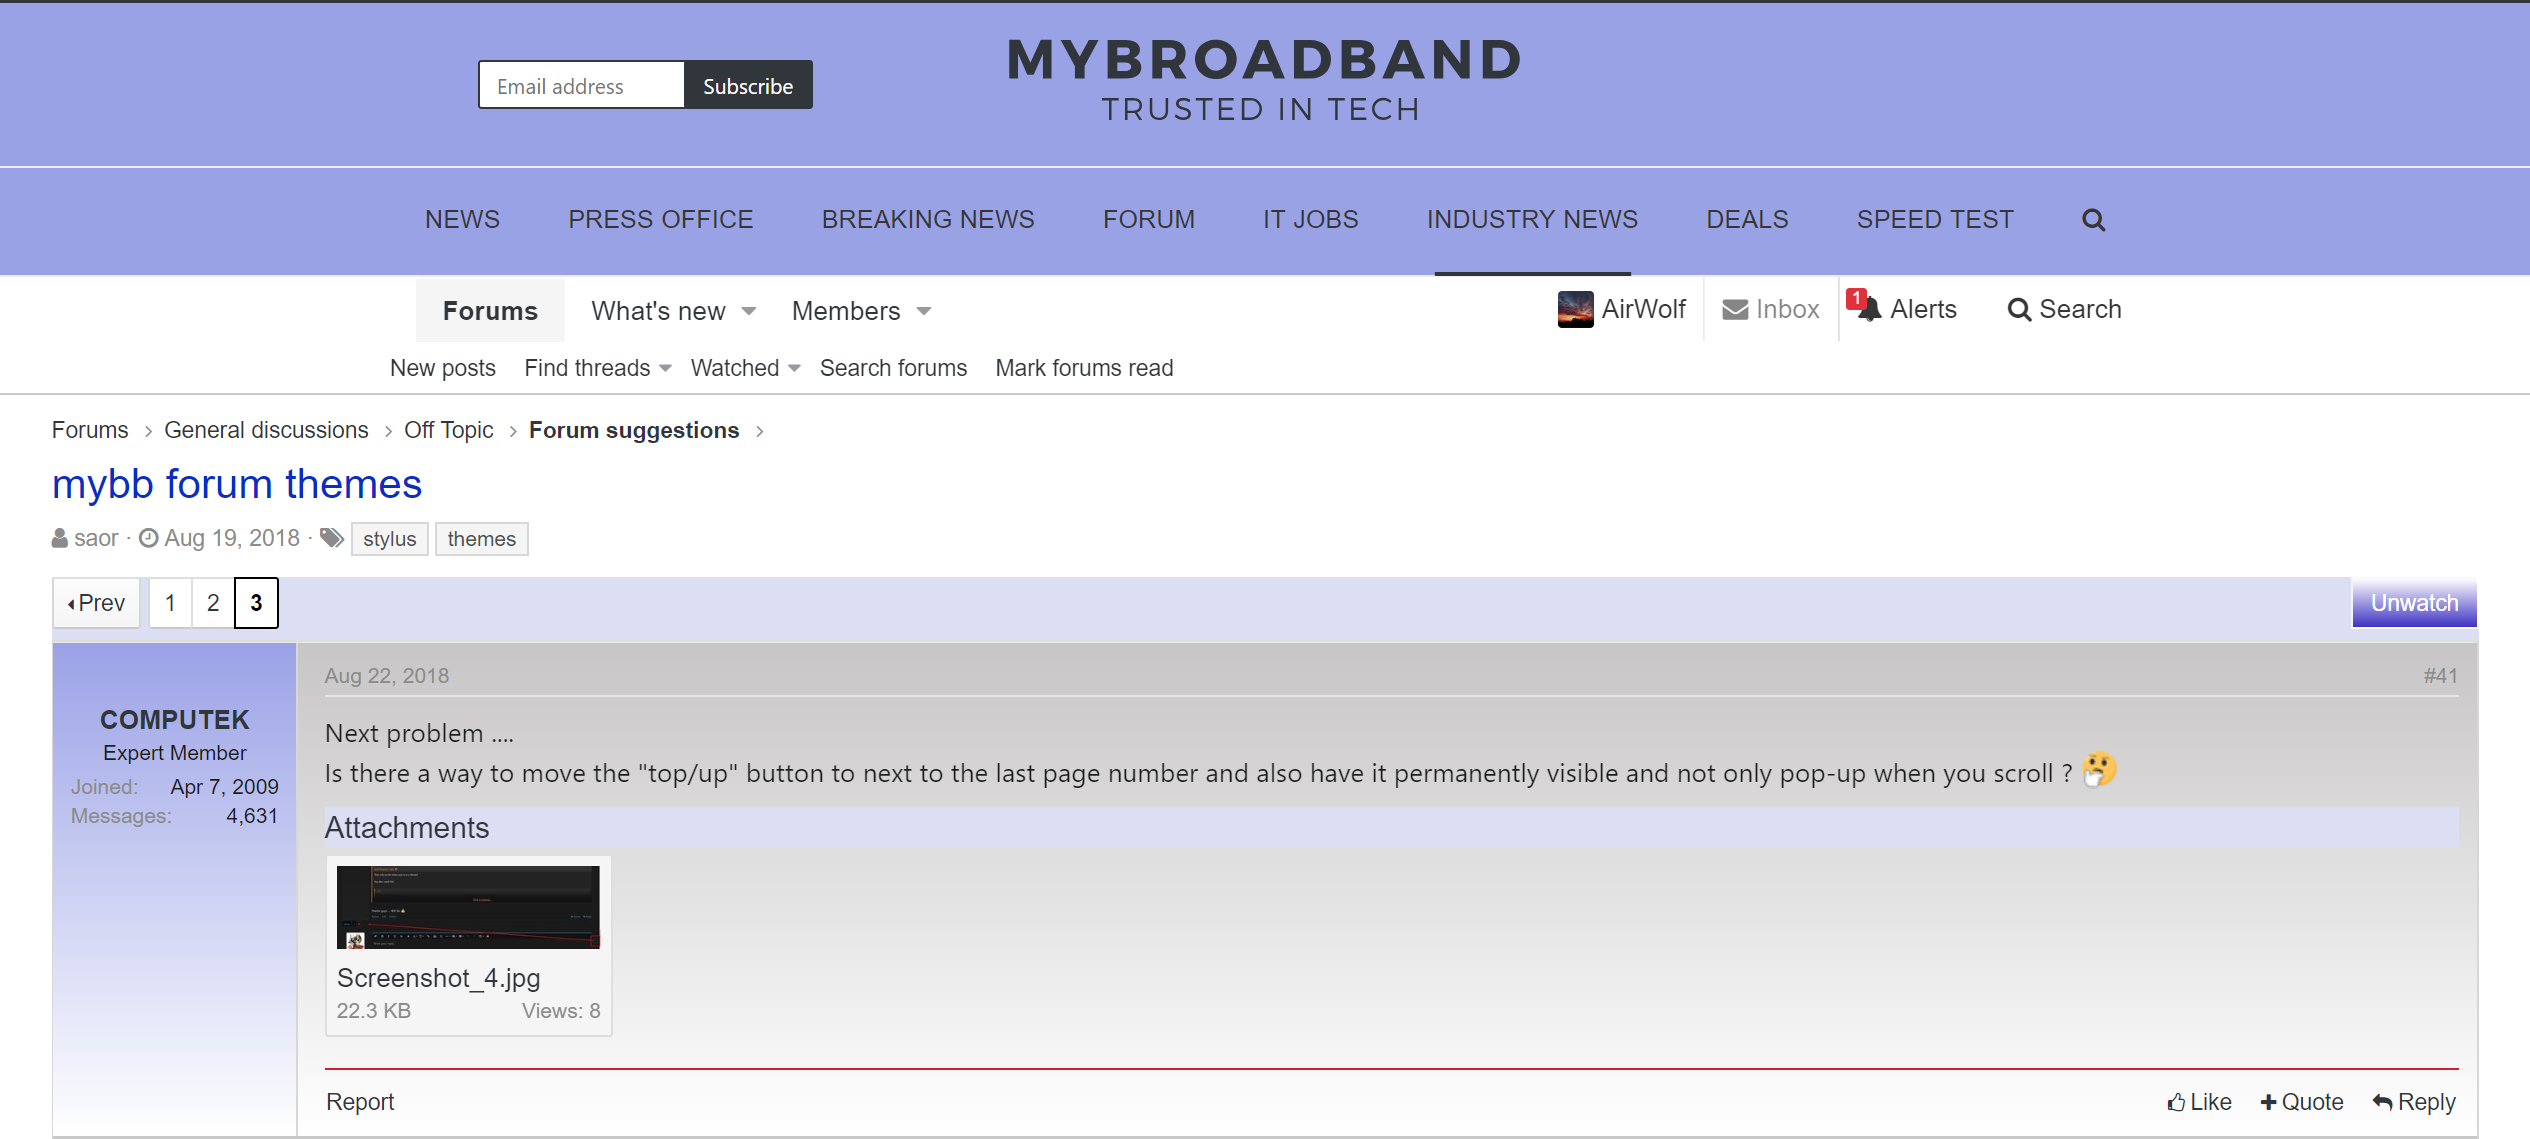 MYBROADBAND
TRUSTED IN TECH
Email address Subscribe
NEWS PRESS OFFICE BREAKING NEWS FORUM IT JOBS INDUSTRY NEWS DEALS SPEED TEST
Forums What's new Members AirWolf Inbox 1 Alerts Search
New posts Find threads Watched Search forums Mark forums read
Forums > General discussions > Off Topic > Forum suggestions >
mybb forum themes
saor · Aug 19, 2018 · stylus themes
Prev 1 2 3 Unwatch
Aug 22, 2018 #41
COMPUTEK
Expert Member
Joined: Apr 7, 2009
Messages: 4,631
Next problem ....
Is there a way to move the "top/up" button to next to the last page number and also have it permanently visible and not only pop-up when you scroll ?
Attachments
Screenshot_4.jpg
22.3 KB Views: 8
Report Like Quote Reply